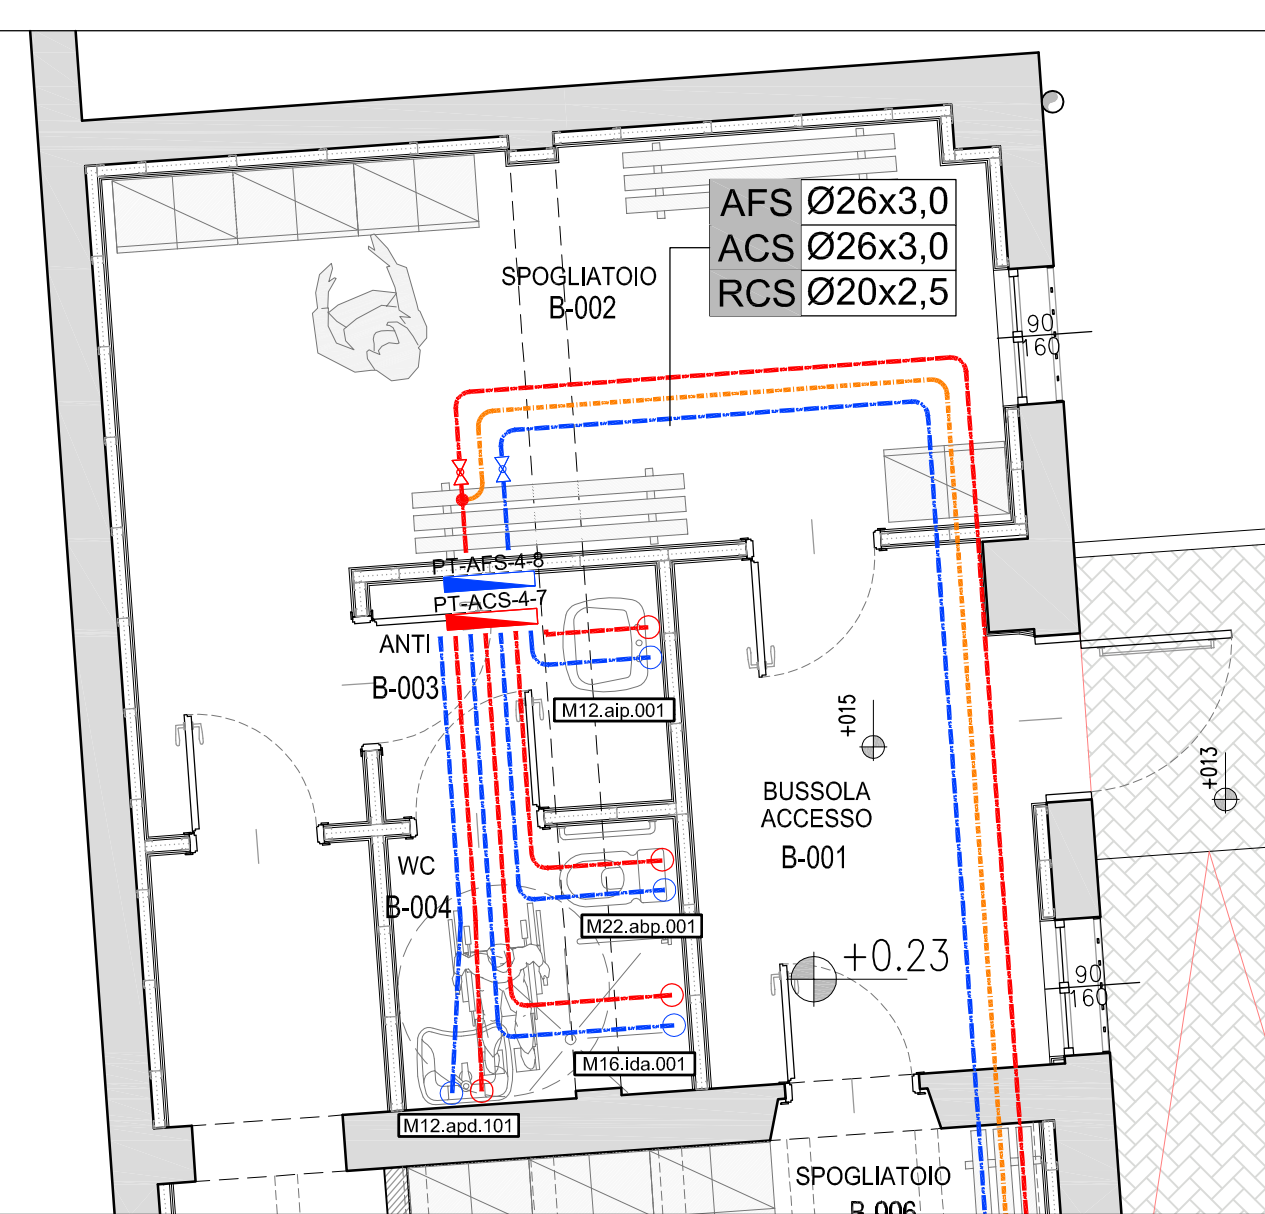 AFS Ø26x3,0
ACS Ø26x3,0
RCS Ø20x2,5
SPOGLIATOIO
B-002
90
160
PT-AFS-4-8
PT-ACS-4-7
ANTI
B-003
M12.aip.001
+015
+013
BUSSOLA
ACCESSO
B-001
WC
B-004
M22.abp.001
+0.23
90
160
M16.ida.001
M12.apd.101
SPOGLIATOIO
B-006